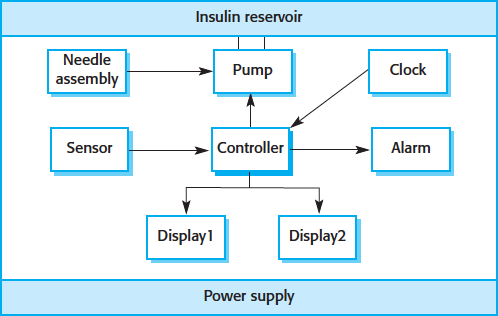 Insulin reservoir
Needle
assembly
Pump
Clock
Sensor
Controller
Alarm
Display1
Display2
Power supply